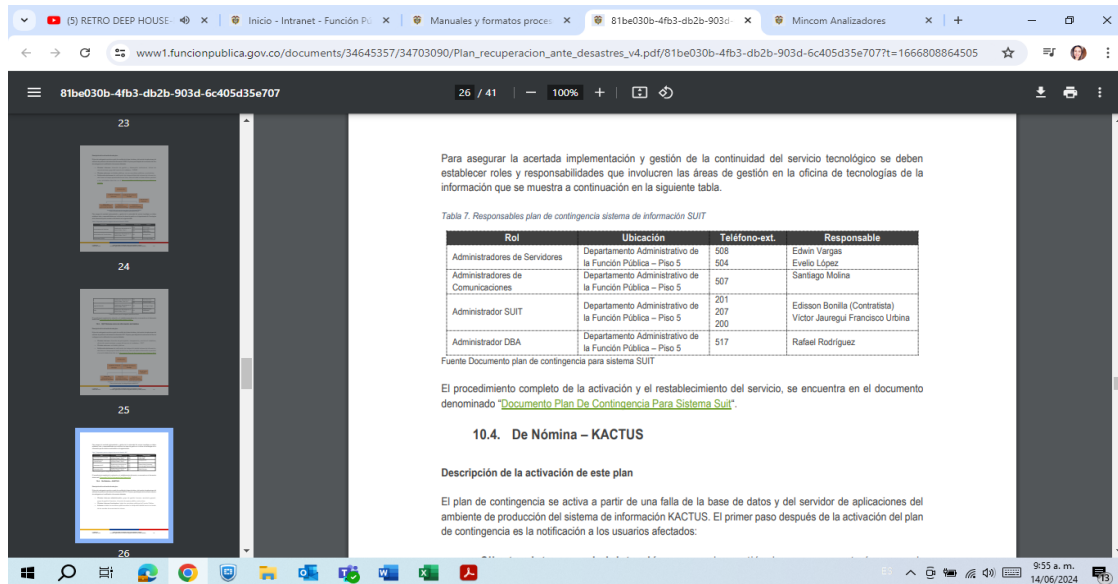 (5) RETRO DEEP HOUSE
Inicio - Intranet - Función Pú
Manuales y formatos proces
81be030b-4fb3-db2b-903d-
Mincom Analizadores
www1.funcionpublica.gov.co/documents/34645357/34703090/Plan_recuperacion_ante_desastres_v4.pdf/81be030b-4fb3-db2b-903d-6c405d35e707?t=1666808864505
81be030b-4fb3-db2b-903d-6c405d35e707
26 / 41
100%
23
24
25
26
Para asegurar la acertada implementación y gestión de la continuidad del servicio tecnológico se deben
establecer roles y responsabilidades que involucren las áreas de gestión en la oficina de tecnologías de la
información que se muestra a continuación en la siguiente tabla.
Tabla 7. Responsables plan de contingencia sistema de información SUIT
Rol Ubicación Teléfono-ext. Responsable
Administradores de Servidores
Departamento Administrativo de
la Función Pública – Piso 5
508
504
Edwin Vargas
Evelio López
Administradores de
Comunicaciones
Departamento Administrativo de
la Función Pública – Piso 5
507
Santiago Molina
Administrador SUIT
Departamento Administrativo de
la Función Pública – Piso 5
201
207
200
Edisson Bonilla (Contratista)
Víctor Jauregui Francisco Urbina
Administrador DBA
Departamento Administrativo de
la Función Pública – Piso 5
517
Rafael Rodríguez
Fuente Documento plan de contingencia para sistema SUIT
El procedimiento completo de la activación y el restablecimiento del servicio, se encuentra en el documento
denominado “Documento Plan De Contingencia Para Sistema Suit“.
10.4. De Nómina – KACTUS
Descripción de la activación de este plan
El plan de contingencia se activa a partir de una falla de la base de datos y del servidor de aplicaciones del
ambiente de producción del sistema de información KACTUS. El primer paso después de la activación del plan
de contingencia es la notificación a los usuarios afectados:
9:55 a. m.
14/06/2024